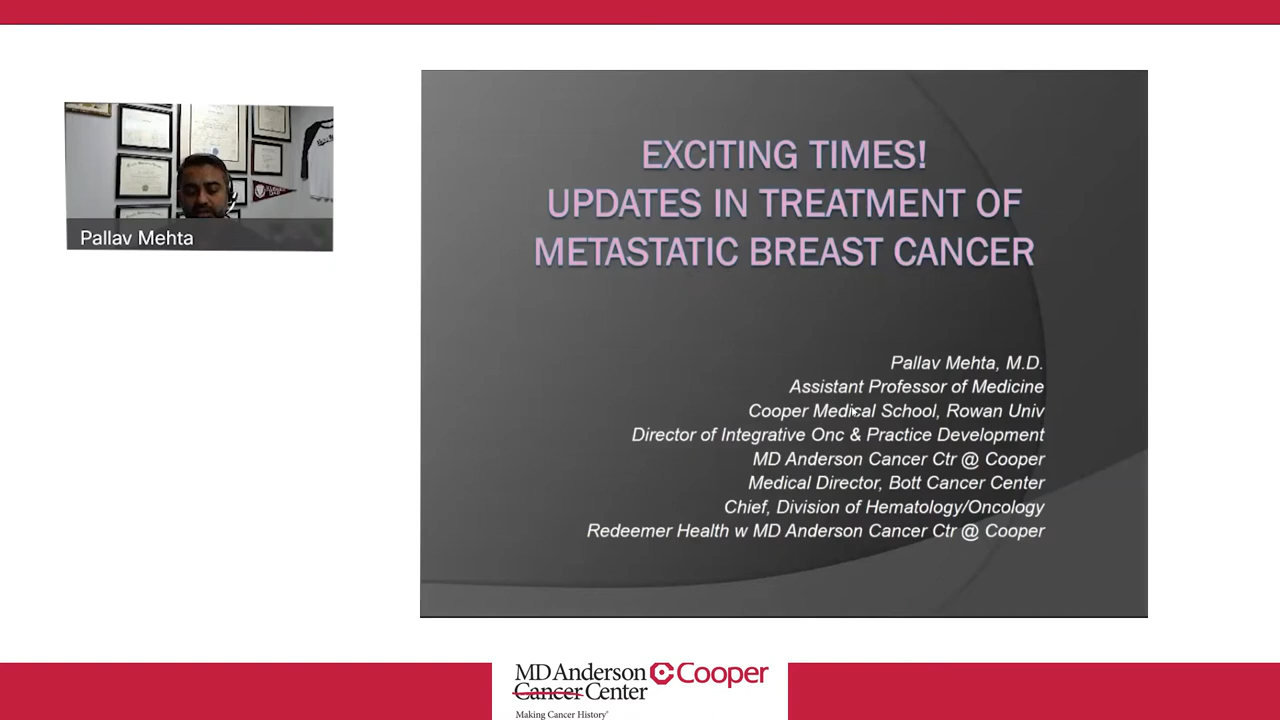 Pallav Mehta
EXCITING TIMES!
UPDATES IN TREATMENT OF
METASTATIC BREAST CANCER
Pallav Mehta, M.D.
Assistant Professor of Medicine
Cooper Medical School, Rowan Univ
Director of Integrative Onc & Practice Development
MD Anderson Cancer Ctr @ Cooper
Medical Director, Bott Cancer Center
Chief, Division of Hematology/Oncology
Redeemer Health w MD Anderson Cancer Ctr @ Cooper
MD Anderson Cooper
Cancer Center
Making Cancer History®